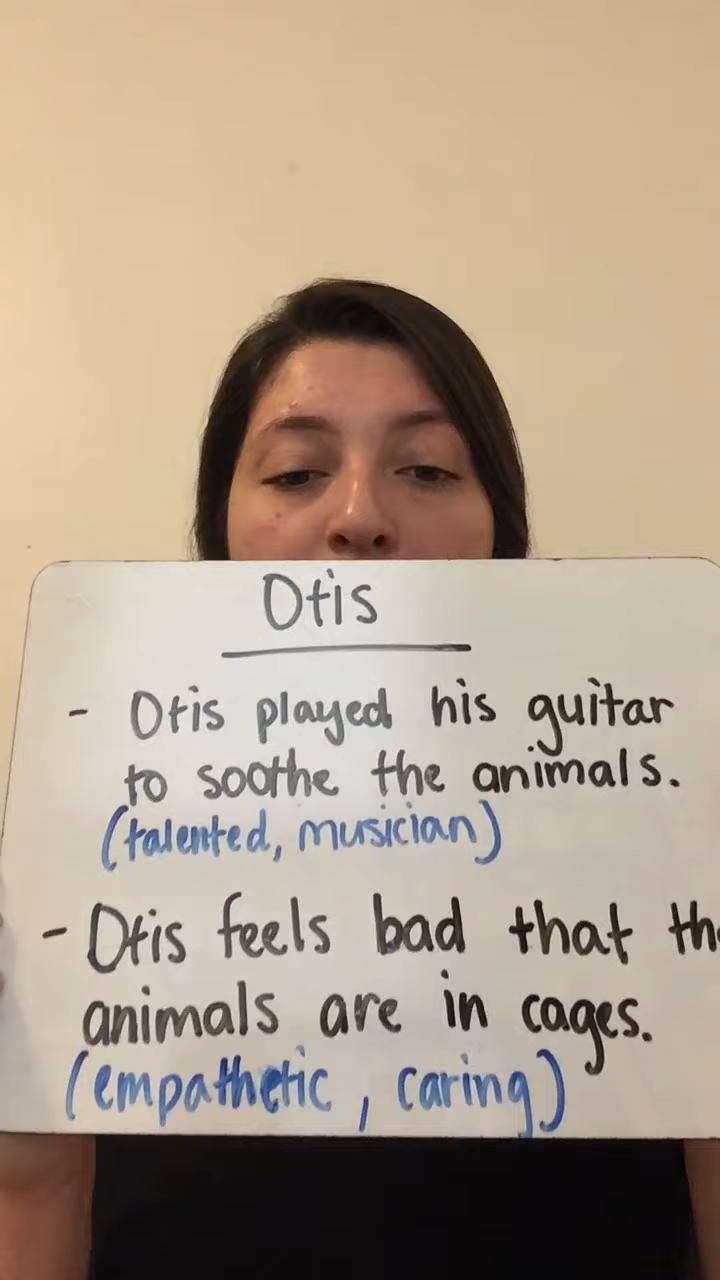 Otis
- Otis played his guitar
to soothe the animals.
(talented, musician)
- Otis feels bad that
animals are in cages.
(empathetic, caring)